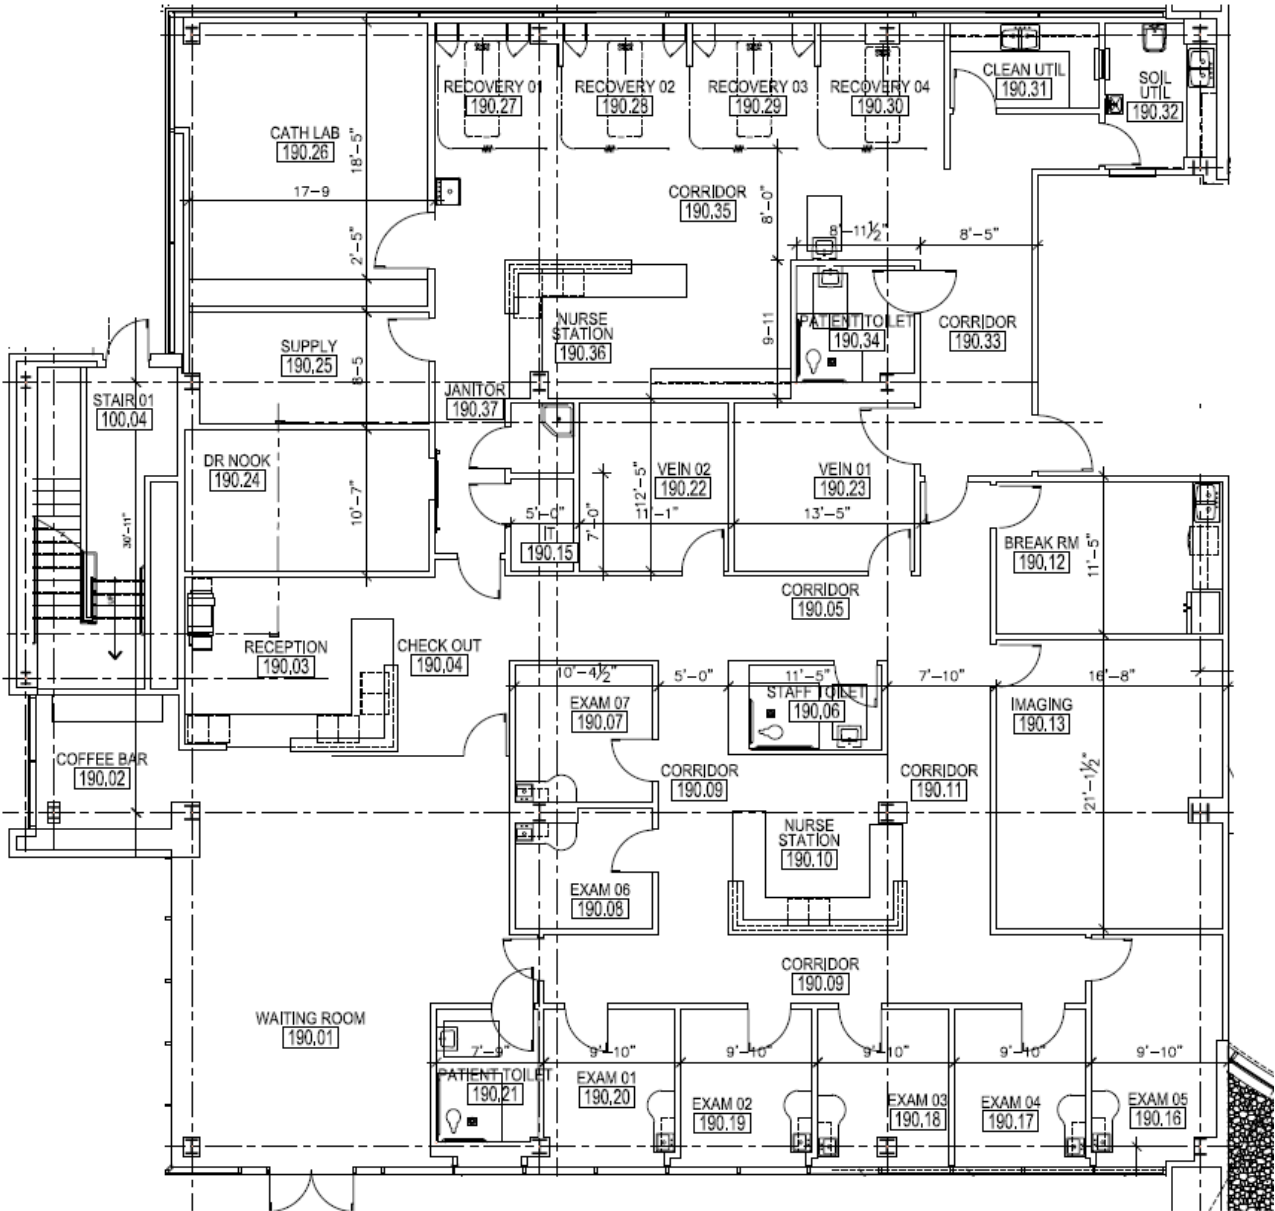 RECOVERY 01
190.27
RECOVERY 02
190.28
RECOVERY 03
190.29
RECOVERY 04
190.30
CLEAN UTIL
190.31
SOIL
UTIL
190.32
CATH LAB
190.26
18'-5"
17-9
CORRIDOR
190.35
8'-0"
8'-11½"
8'-5"
2'-5"
NURSE
STATION
190.36
9-11
PATIENT TOILET
190.34
CORRIDOR
190.33
SUPPLY
190.25
8-5
STAIR 01
100.04
JANITOR
190.37
DR NOOK
190.24
10'-7"
30'-11"
VEIN 02
190.22
12'-5"
11'-1"
VEIN 01
190.23
13'-5"
5'-0"
7'-0"
IT
190.15
BREAK RM
190.12
11'-5"
CORRIDOR
190.05
RECEPTION
190.03
CHECK OUT
190.04
10'-4½"
5'-0"
11'-5"
7'-10"
16'-8"
EXAM 07
190.07
STAFF TOILET
190.06
IMAGING
190.13
21'-1½"
COFFEE BAR
190.02
CORRIDOR
190.09
CORRIDOR
190.11
NURSE
STATION
190.10
EXAM 06
190.08
CORRIDOR
190.09
WAITING ROOM
190.01
7'-9"
9'-10"
9'-10"
9'-10"
9'-10"
9'-10"
PATIENT TOILET
190.21
EXAM 01
190.20
EXAM 02
190.19
EXAM 03
190.18
EXAM 04
190.17
EXAM 05
190.16